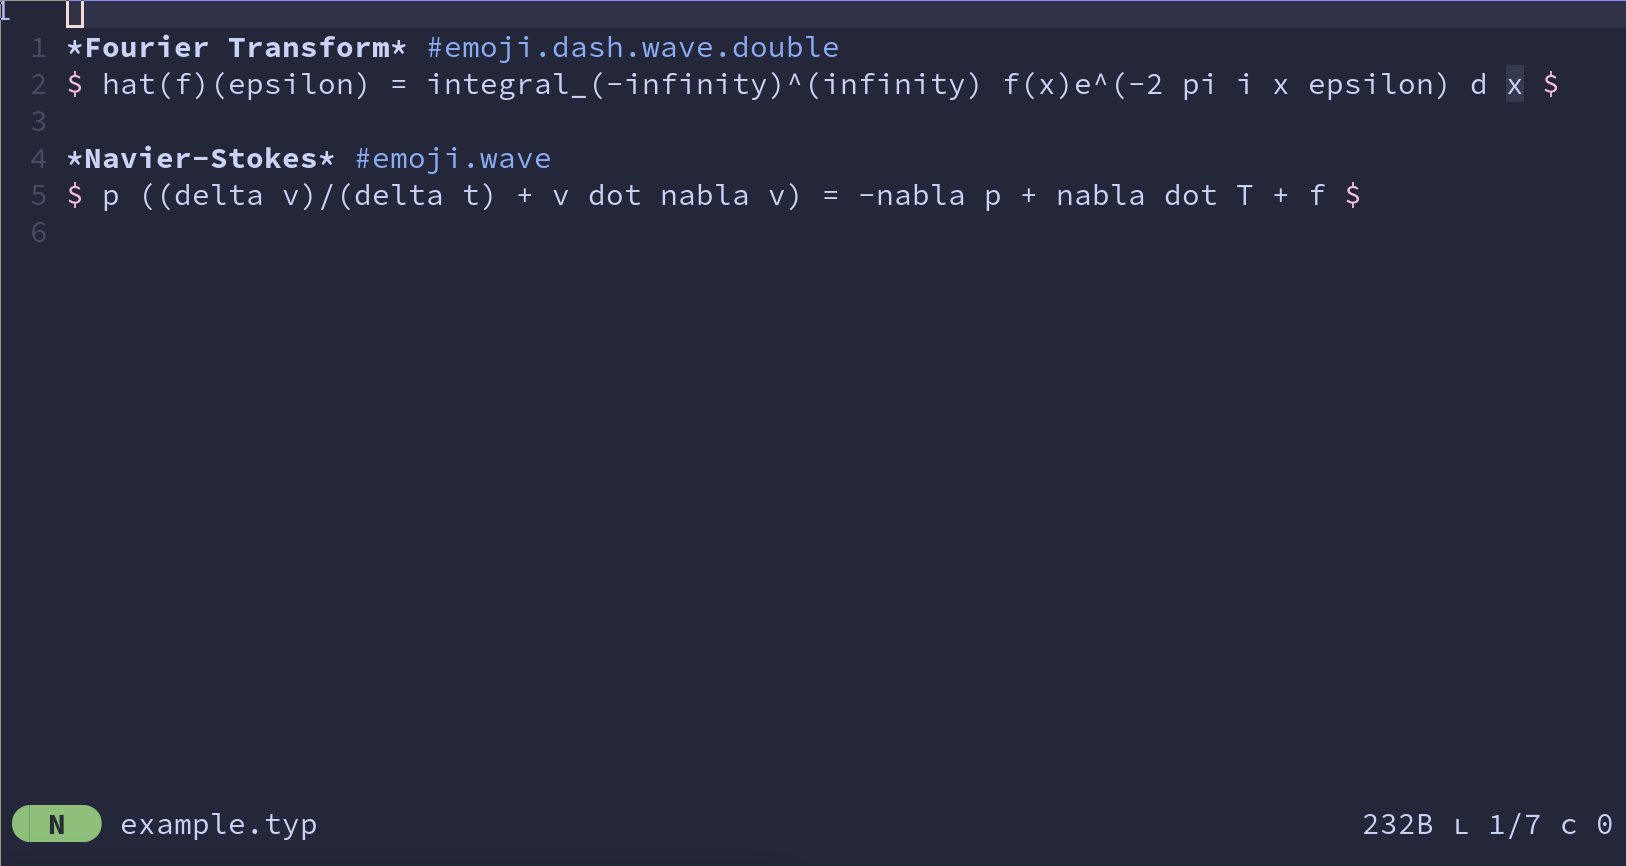 1
1 *Fourier Transform* #emoji.dash.wave.double
2 $ hat(f)(epsilon) = integral_(-infinity)^(infinity) f(x)e^(-2 pi i x epsilon) d x $
3
4 *Navier-Stokes* #emoji.wave
5 $ p ((delta v)/(delta t) + v dot nabla v) = -nabla p + nabla dot T + f $
6
N example.typ 232B ʟ 1/7 c 0